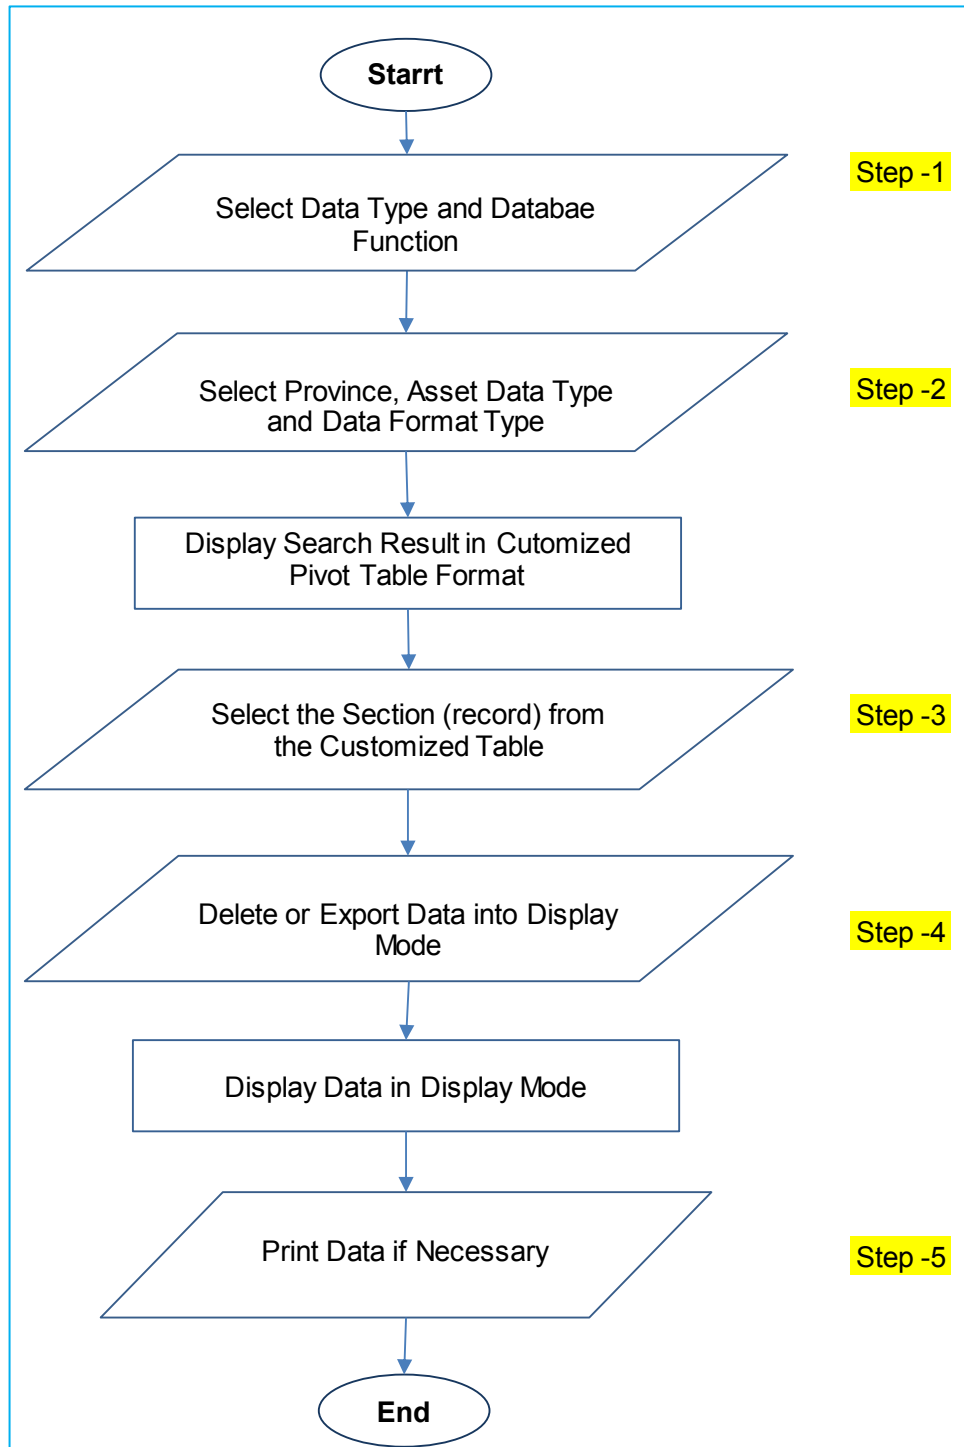 Starrt
Step -1
Select Data Type and Databae
Function
Step -2
Select Province, Asset Data Type
and Data Format Type
Display Search Result in Cutomized
Pivot Table Format
Select the Section (record) from
the Customized Table
Step -3
Delete or Export Data into Display
Mode
Step -4
Display Data in Display Mode
Print Data if Necessary
Step -5
End